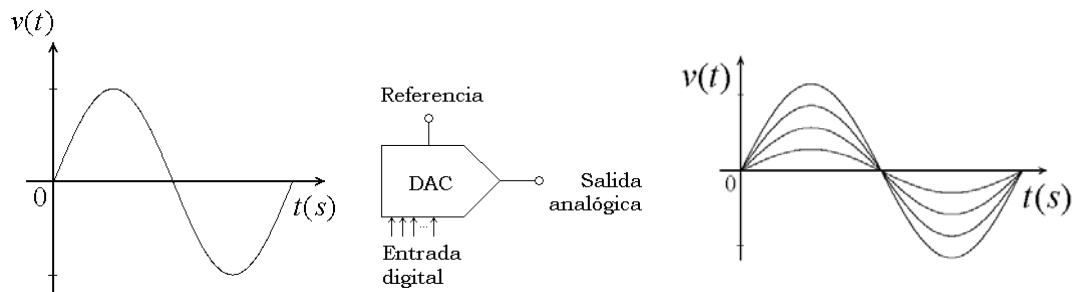 v(t)
0
t(s)
Referencia
DAC
Salida
analógica
...
Entrada
digital
v(t)
0
t(s)